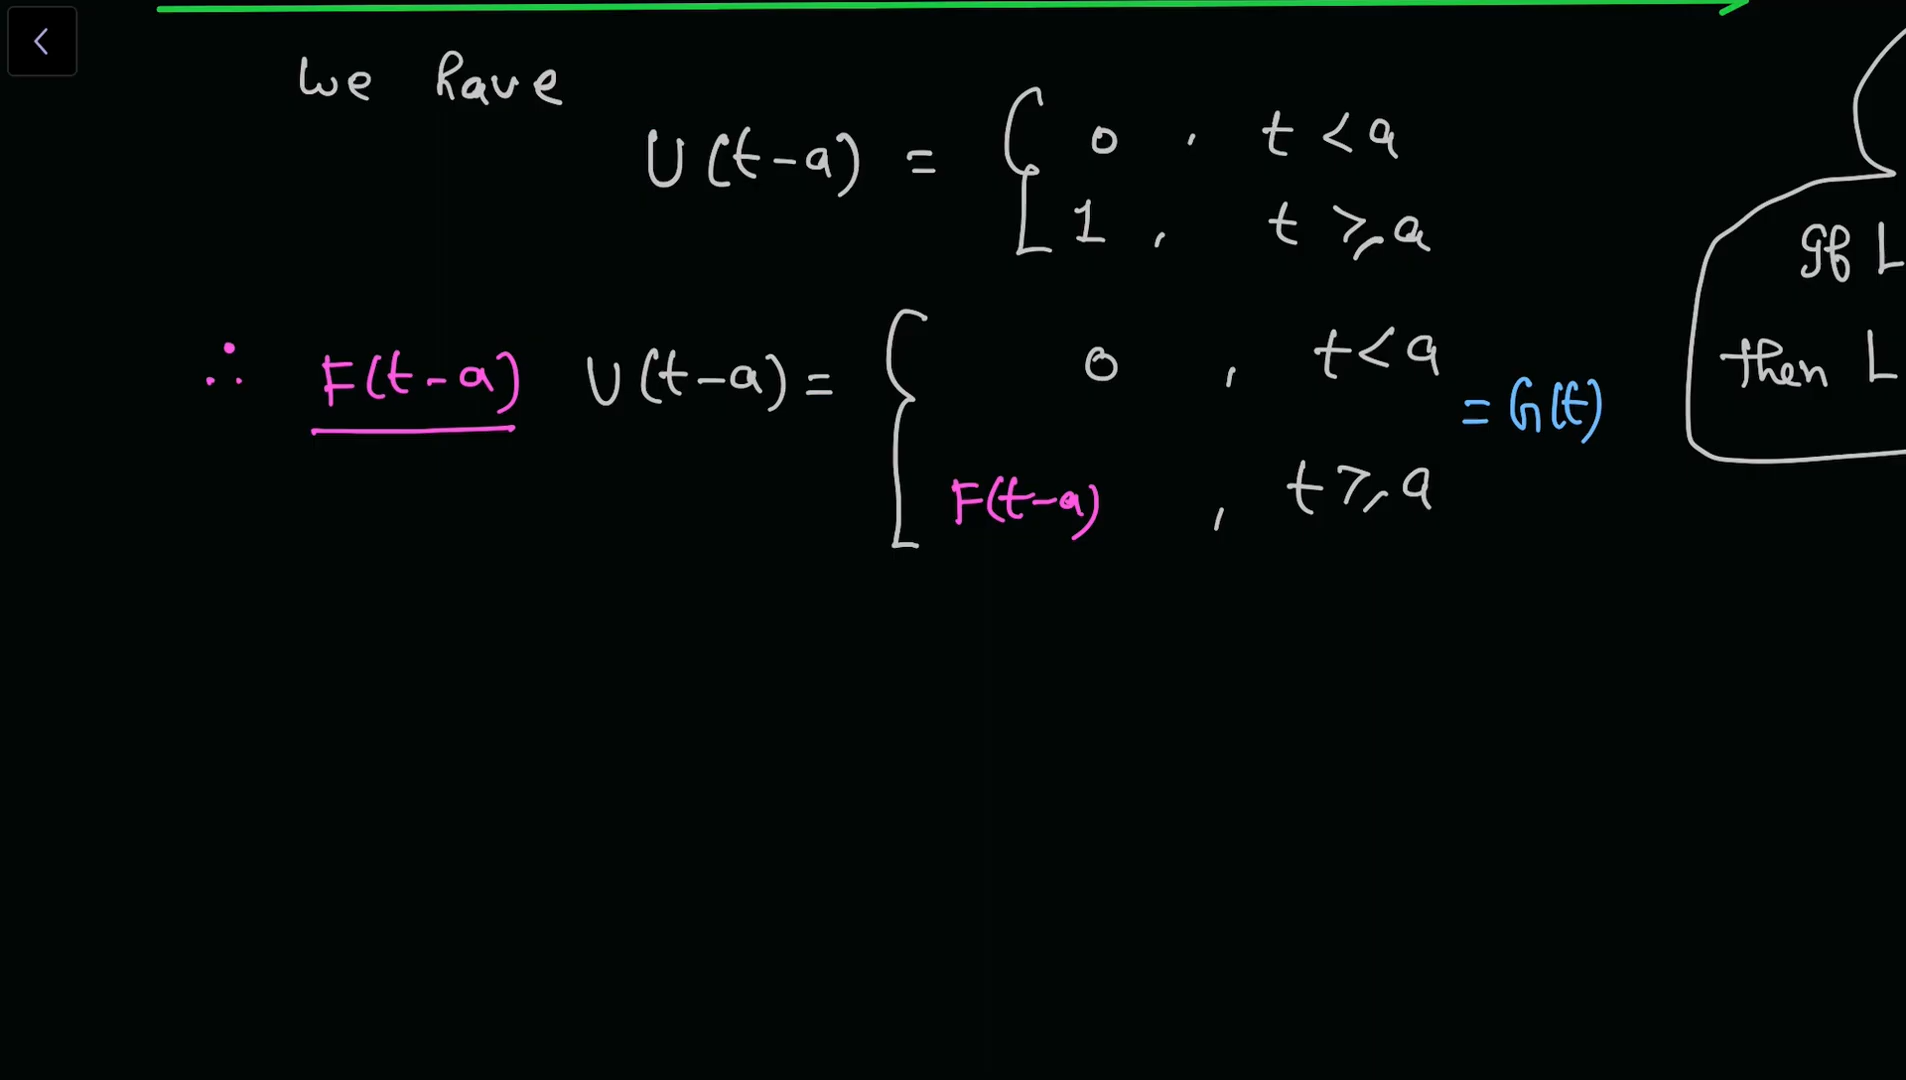 we have
U(t-a) = { 0 , t < a
1 , t ≥ a
∴ F(t-a) U(t-a) = { 0 , t < a
= G(t)
F(t-a) , t ≥ a
If L
then L